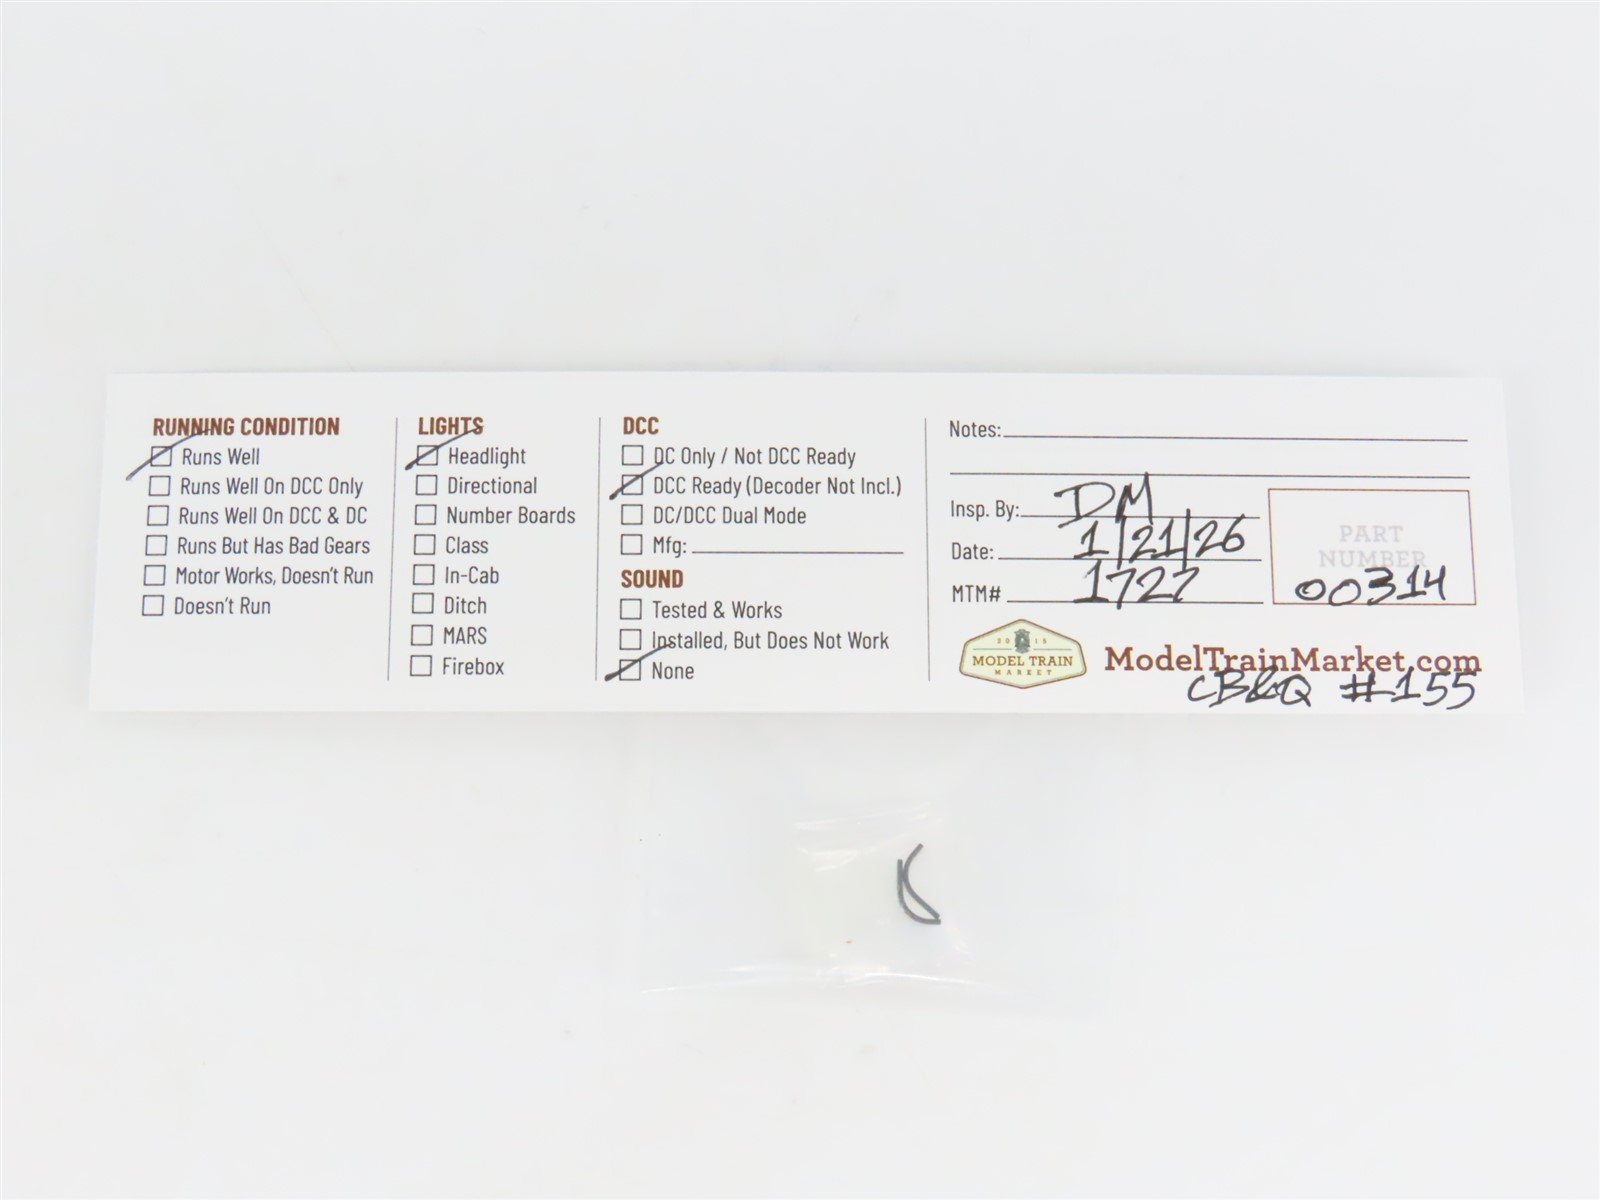 RUNNING CONDITION
Runs Well
Runs Well On DCC Only
Runs Well On DCC & DC
Runs But Has Bad Gears
Motor Works, Doesn't Run
Doesn't Run
LIGHTS
Headlight
Directional
Number Boards
Class
In-Cab
Ditch
MARS
Firebox
DCC
DC Only / Not DCC Ready
DCC Ready (Decoder Not Incl.)
DC/DCC Dual Mode
Mfg:
SOUND
Tested & Works
Installed, But Does Not Work
None
Notes:
Insp. By: DM
Date: 1/21/26
MTM# 1727
PART
NUMBER
00314
2015
MODEL TRAIN
MARKET
ModelTrainMarket.com
CB&Q #155